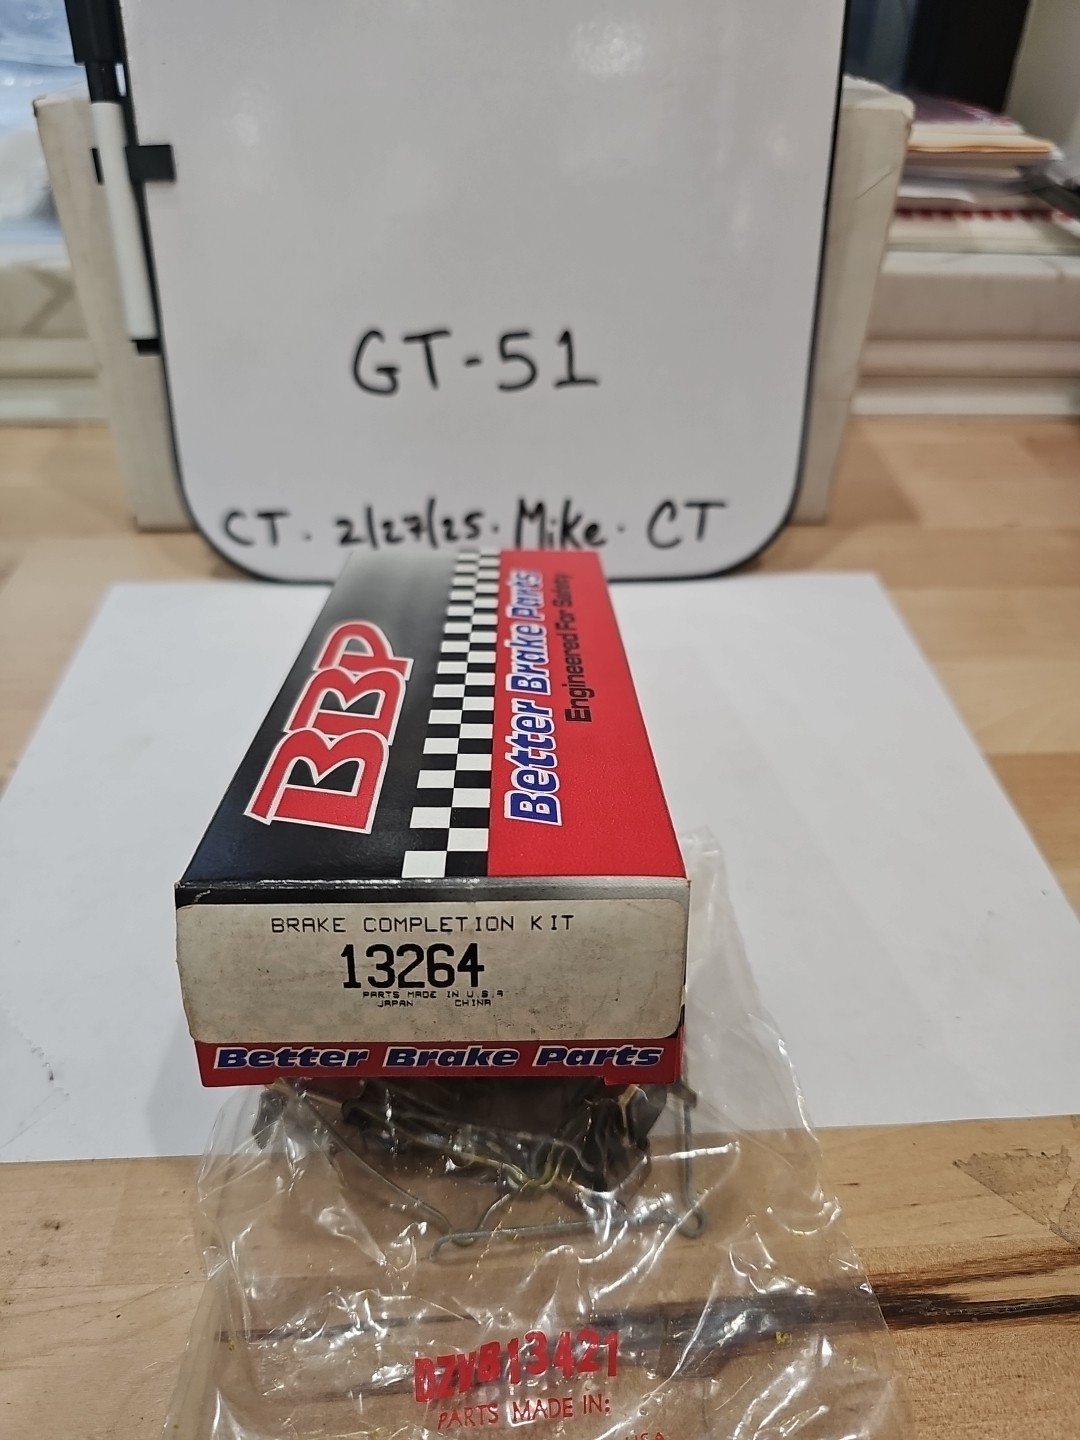 GT-51
CT. 2/27/25. Mike. CT
BBP
Better Brake Parts
Engineered For Safety
BRAKE COMPLETION KIT
13264
PARTS MADE IN U.S.A
JAPAN CHINA
Better Brake Parts
PARTS MADE IN:
USA